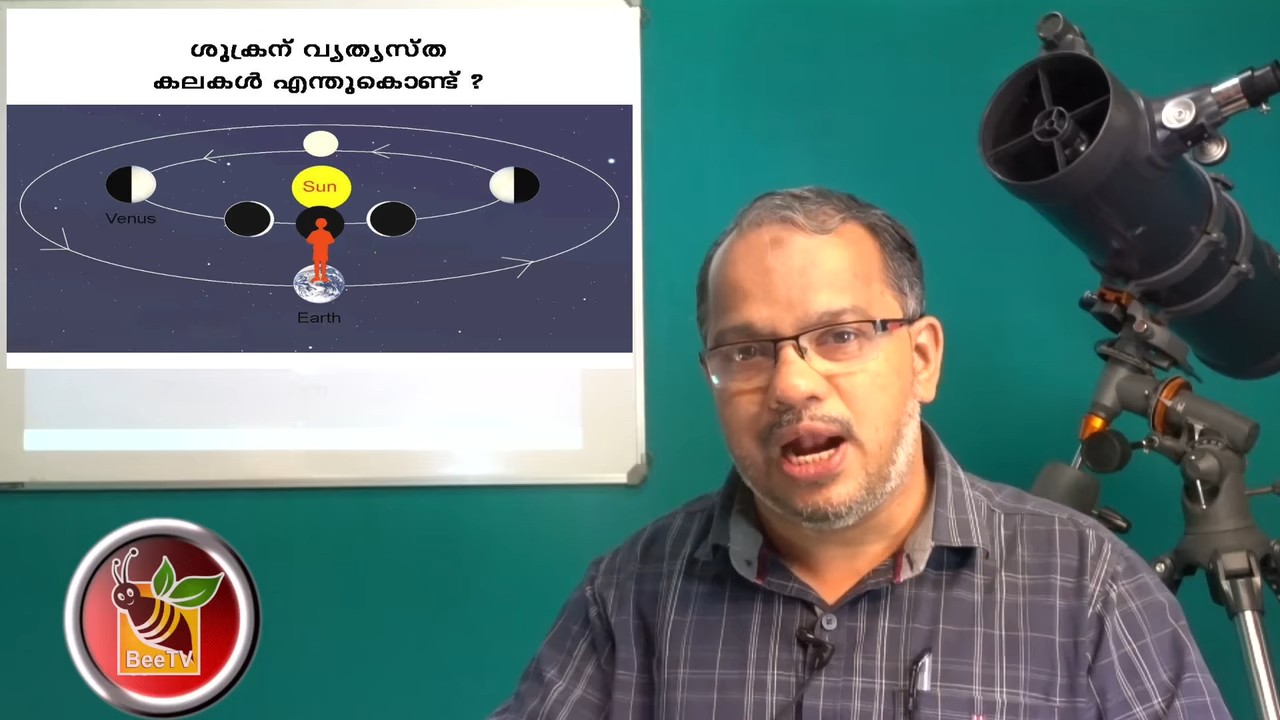 ശുക്രന് വ്യത്യസ്ത
കലകൾ എന്തുകൊണ്ട് ?
Sun
Venus
Earth
BeeTV